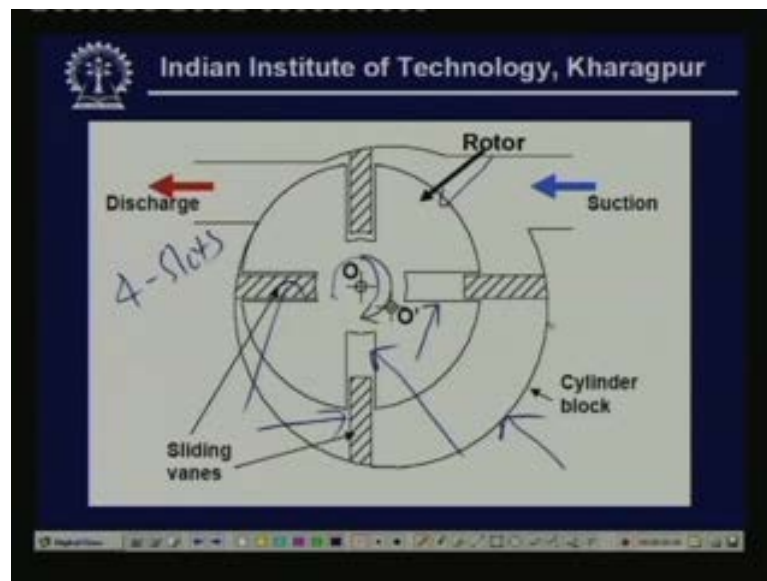 Indian Institute of Technology, Kharagpur
Rotor
Discharge
Suction
4-Slots
O
O'
Cylinder
block
Sliding
vanes